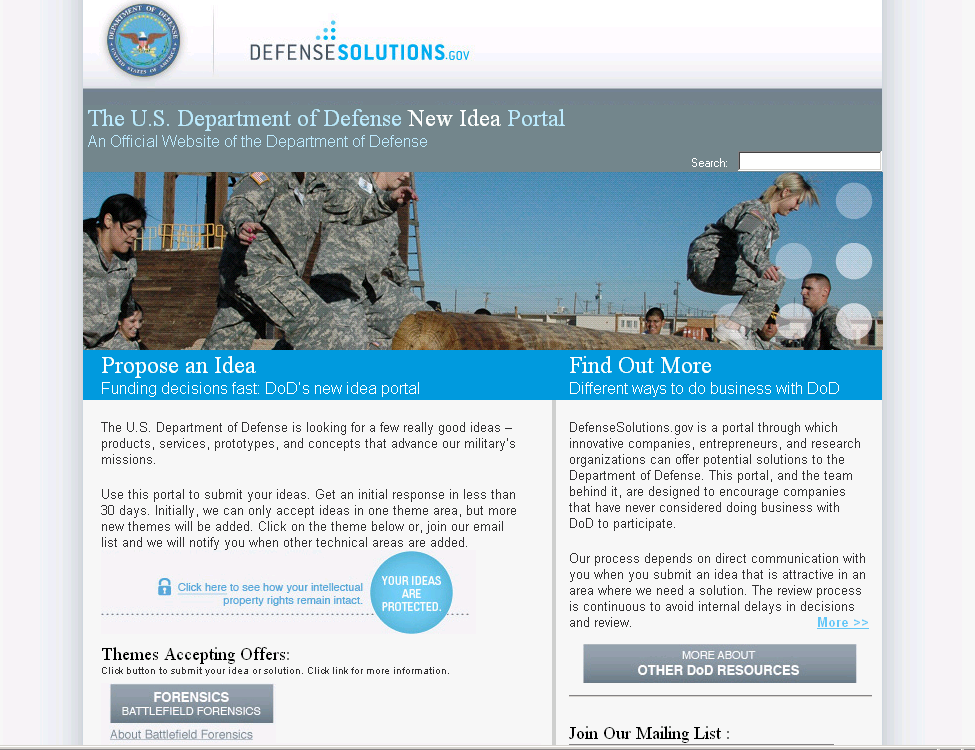 DEPARTMENT OF DEFENSE
UNITED STATES OF AMERICA
DEFENSESOLUTIONS.GOV
The U.S. Department of Defense New Idea Portal
An Official Website of the Department of Defense
Search:
Propose an Idea
Funding decisions fast: DoD's new idea portal
The U.S. Department of Defense is looking for a few really good ideas –
products, services, prototypes, and concepts that advance our military's
missions.
Use this portal to submit your ideas. Get an initial response in less than
30 days. Initially, we can only accept ideas in one theme area, but more
new themes will be added. Click on the theme below or, join our email
list and we will notify you when other technical areas are added.
Click here to see how your intellectual
property rights remain intact.
YOUR IDEAS
ARE
PROTECTED.
Themes Accepting Offers:
Click button to submit your idea or solution. Click link for more information.
FORENSICS
BATTLEFIELD FORENSICS
About Battlefield Forensics
Find Out More
Different ways to do business with DoD
DefenseSolutions.gov is a portal through which
innovative companies, entrepreneurs, and research
organizations can offer potential solutions to the
Department of Defense. This portal, and the team
behind it, are designed to encourage companies
that have never considered doing business with
DoD to participate.
Our process depends on direct communication with
you when you submit an idea that is attractive in an
area where we need a solution. The review process
is continuous to avoid internal delays in decisions
and review.
More >>
MORE ABOUT
OTHER DoD RESOURCES
Join Our Mailing List :